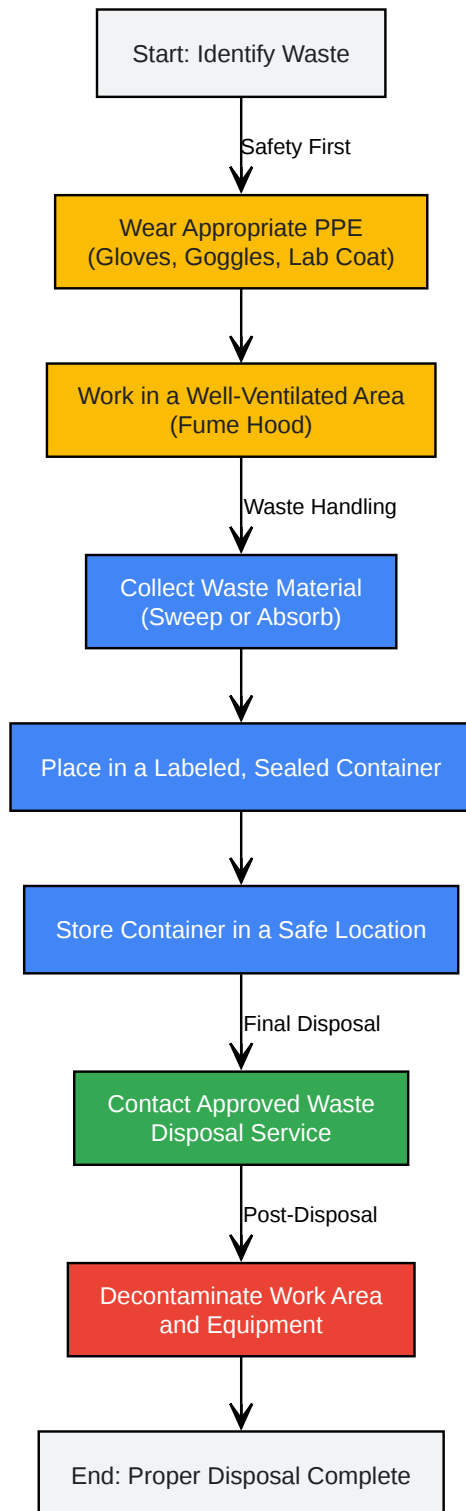 Start: Identify Waste
Safety First
Wear Appropriate PPE
(Gloves, Goggles, Lab Coat)
Work in a Well-Ventilated Area
(Fume Hood)
Waste Handling
Collect Waste Material
(Sweep or Absorb)
Place in a Labeled, Sealed Container
Store Container in a Safe Location
Final Disposal
Contact Approved Waste
Disposal Service
Post-Disposal
Decontaminate Work Area
and Equipment
End: Proper Disposal Complete